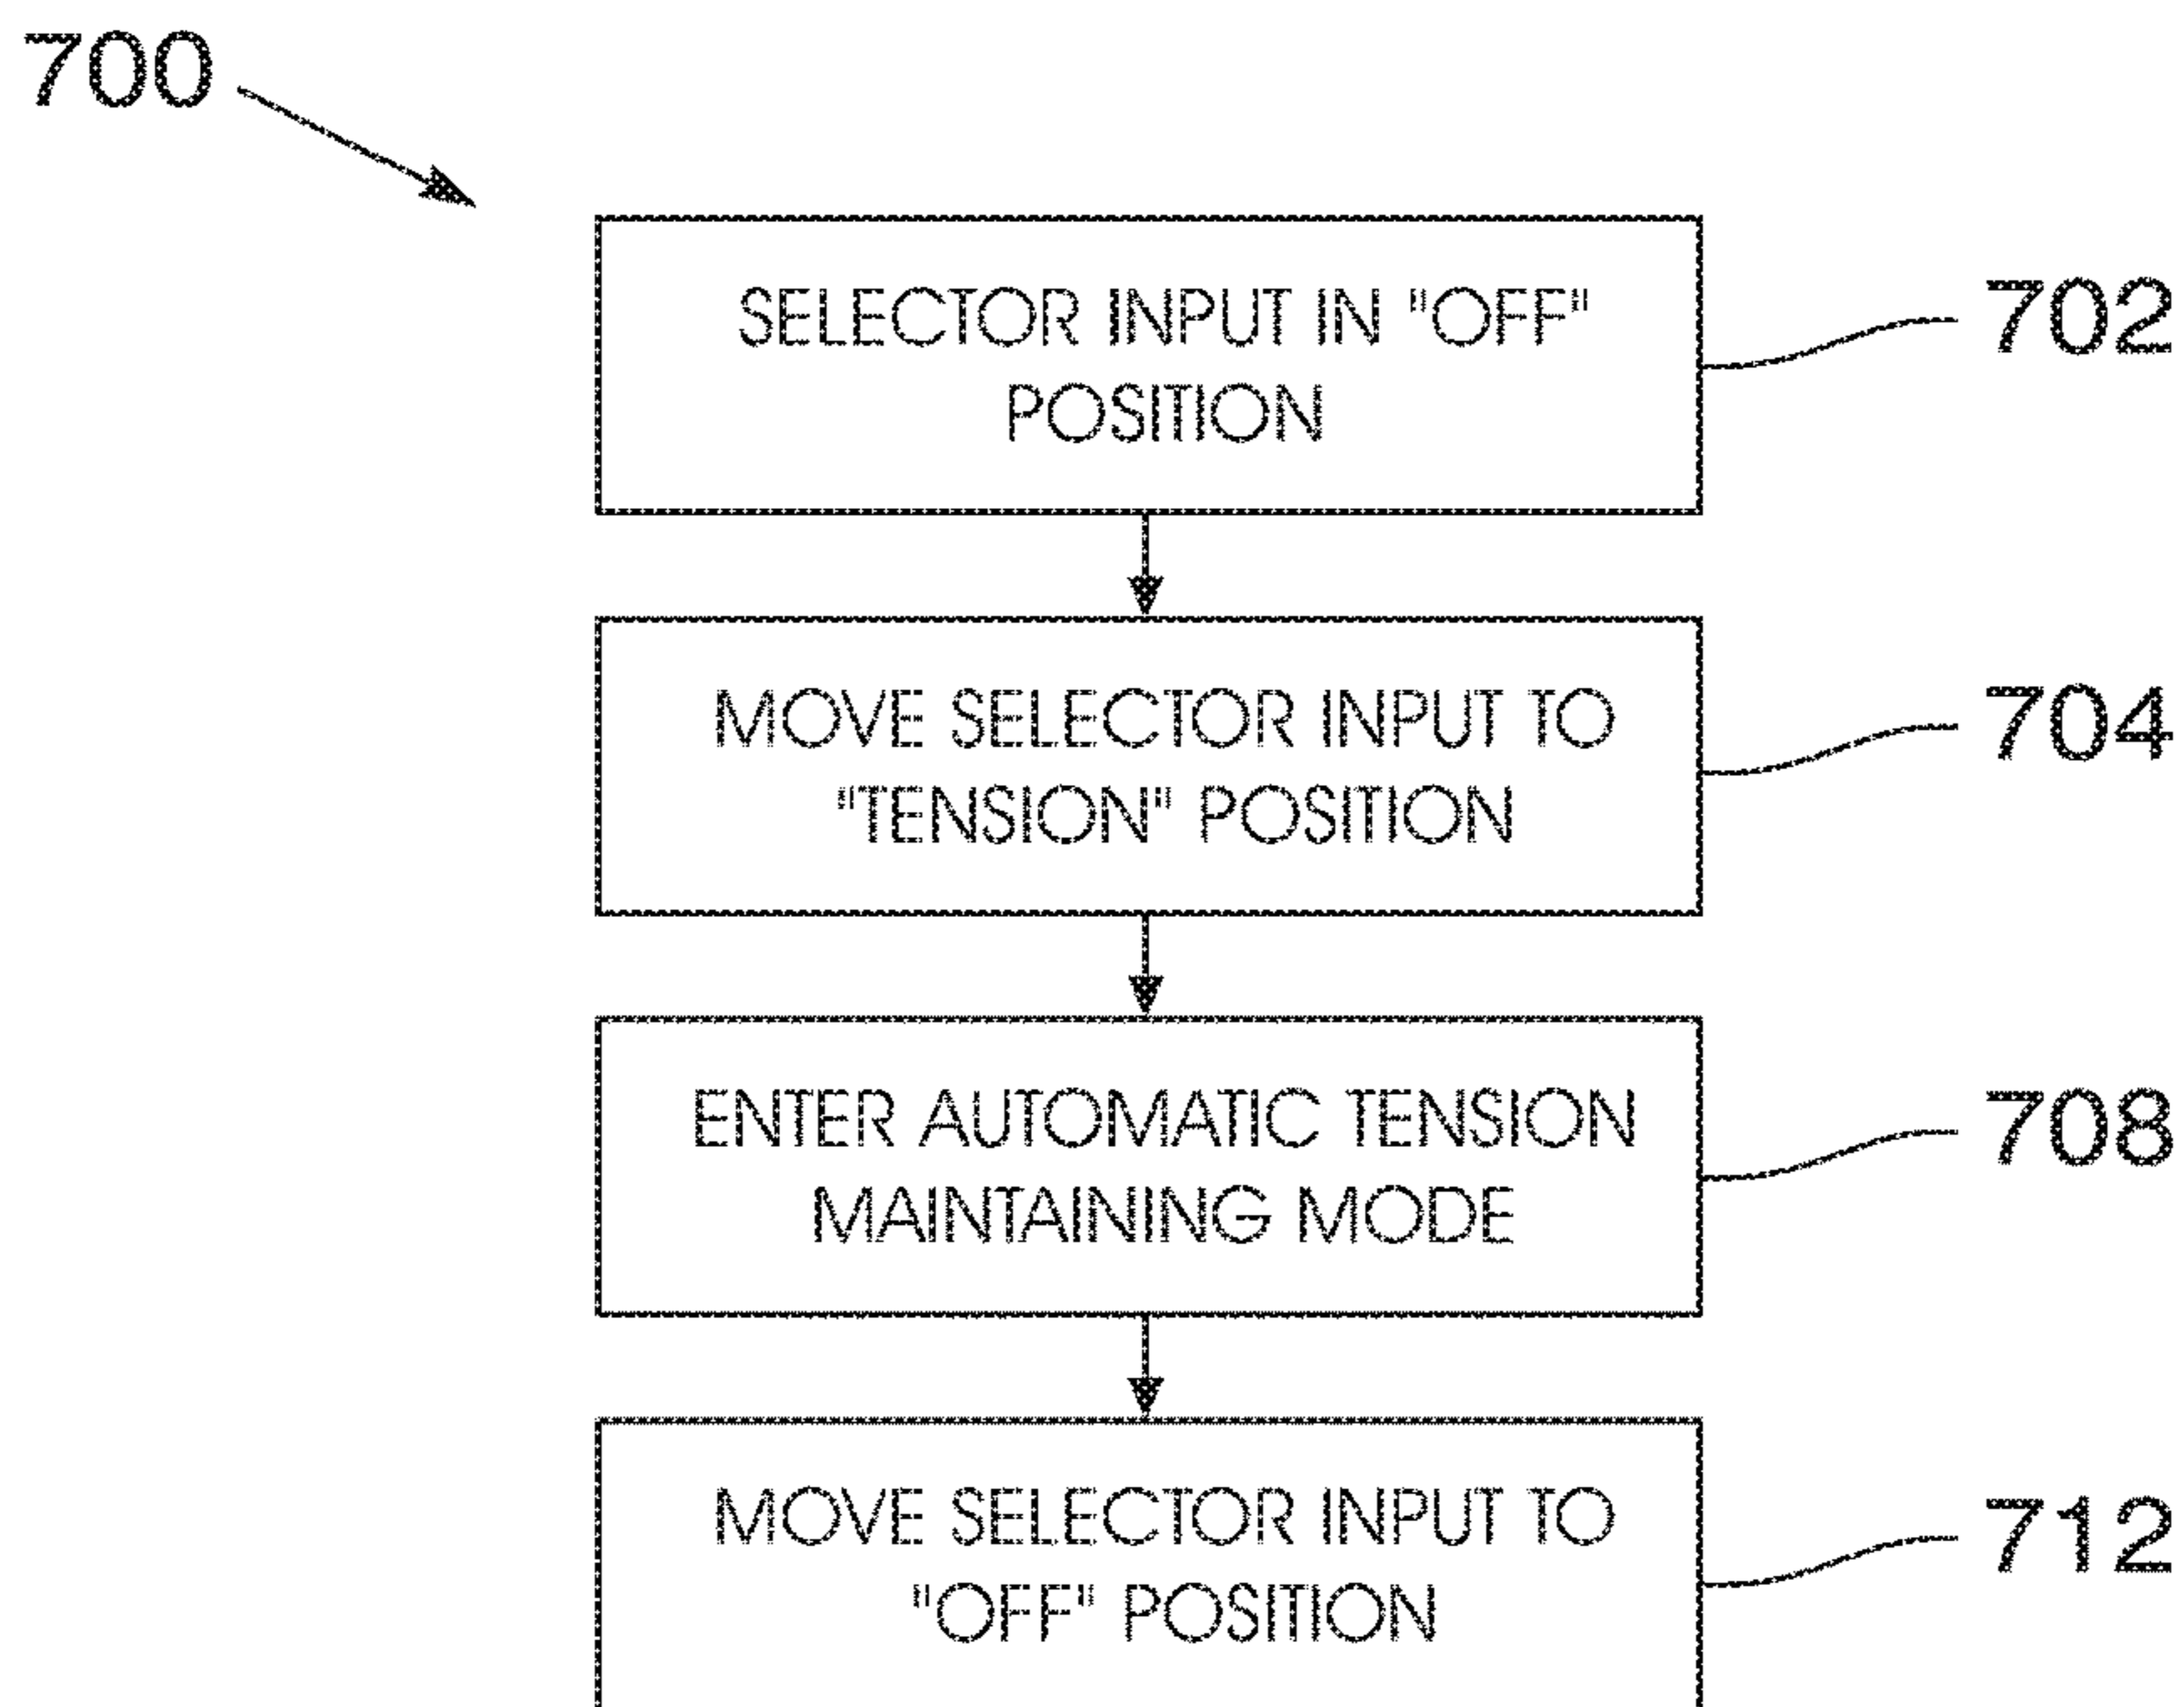 700
SELECTOR INPUT IN "OFF"
POSITION
702
MOVE SELECTOR INPUT TO
"TENSION" POSITION
704
ENTER AUTOMATIC TENSION
MAINTAINING MODE
708
MOVE SELECTOR INPUT TO
"OFF" POSITION
712